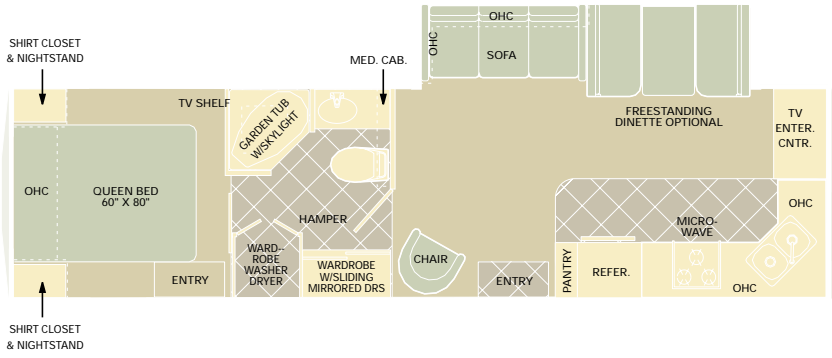 SHIRT CLOSET
& NIGHTSTAND
OHC
QUEEN BED
60" X 80"
TV SHELF
GARDEN TUB
W/SKYLIGHT
MED. CAB.
OHC
OHC
SOFA
FREESTANDING
DINETTE OPTIONAL
TV
ENTER.
CNTR.
HAMPER
WARD--
ROBE
WASHER
DRYER
WARDROBE
W/SLIDING
MIRRORED DRS
CHAIR
ENTRY
ENTRY
PANTRY
REFER.
MICRO-
WAVE
OHC
OHC
SHIRT CLOSET
& NIGHTSTAND